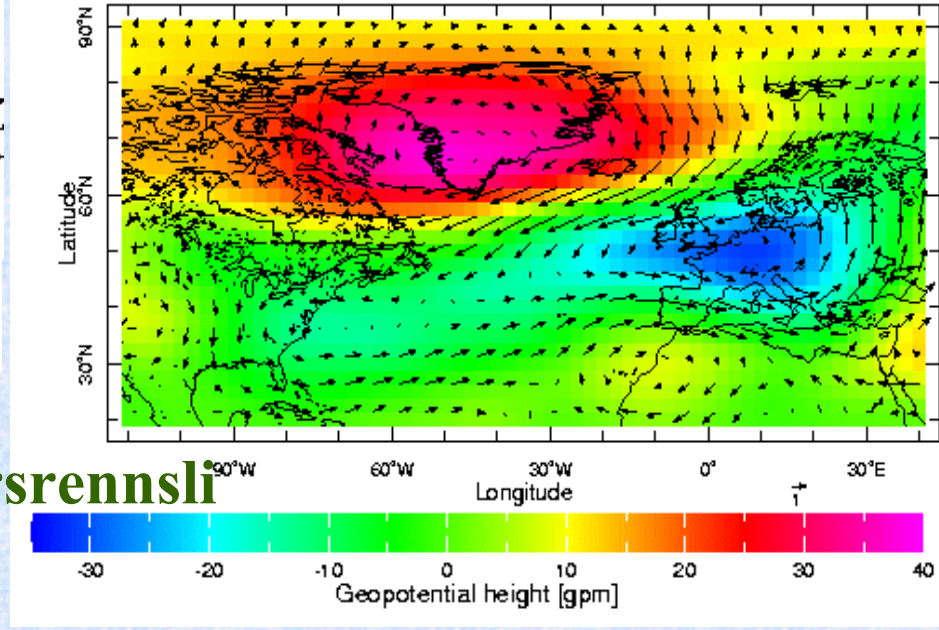 90°N
60°N
30°N
Latitude
90°W 60°W 30°W 0° 30°E
Longitude
1
srennsli
-30 -20 -10 0 10 20 30 40
Geopotential height [gpm]